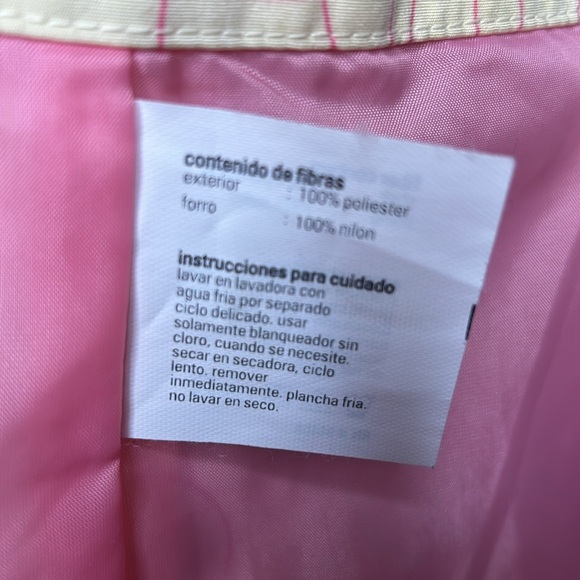 contenido de fibras
exterior : 100% poliester
forro : 100% nilon
instrucciones para cuidado
lavar en lavadora con
agua fria por separado
ciclo delicado. usar
solamente blanqueador sin
cloro, cuando se necesite.
secar en secadora, ciclo
lento. remover
inmediatamente. plancha fria.
no lavar en seco.